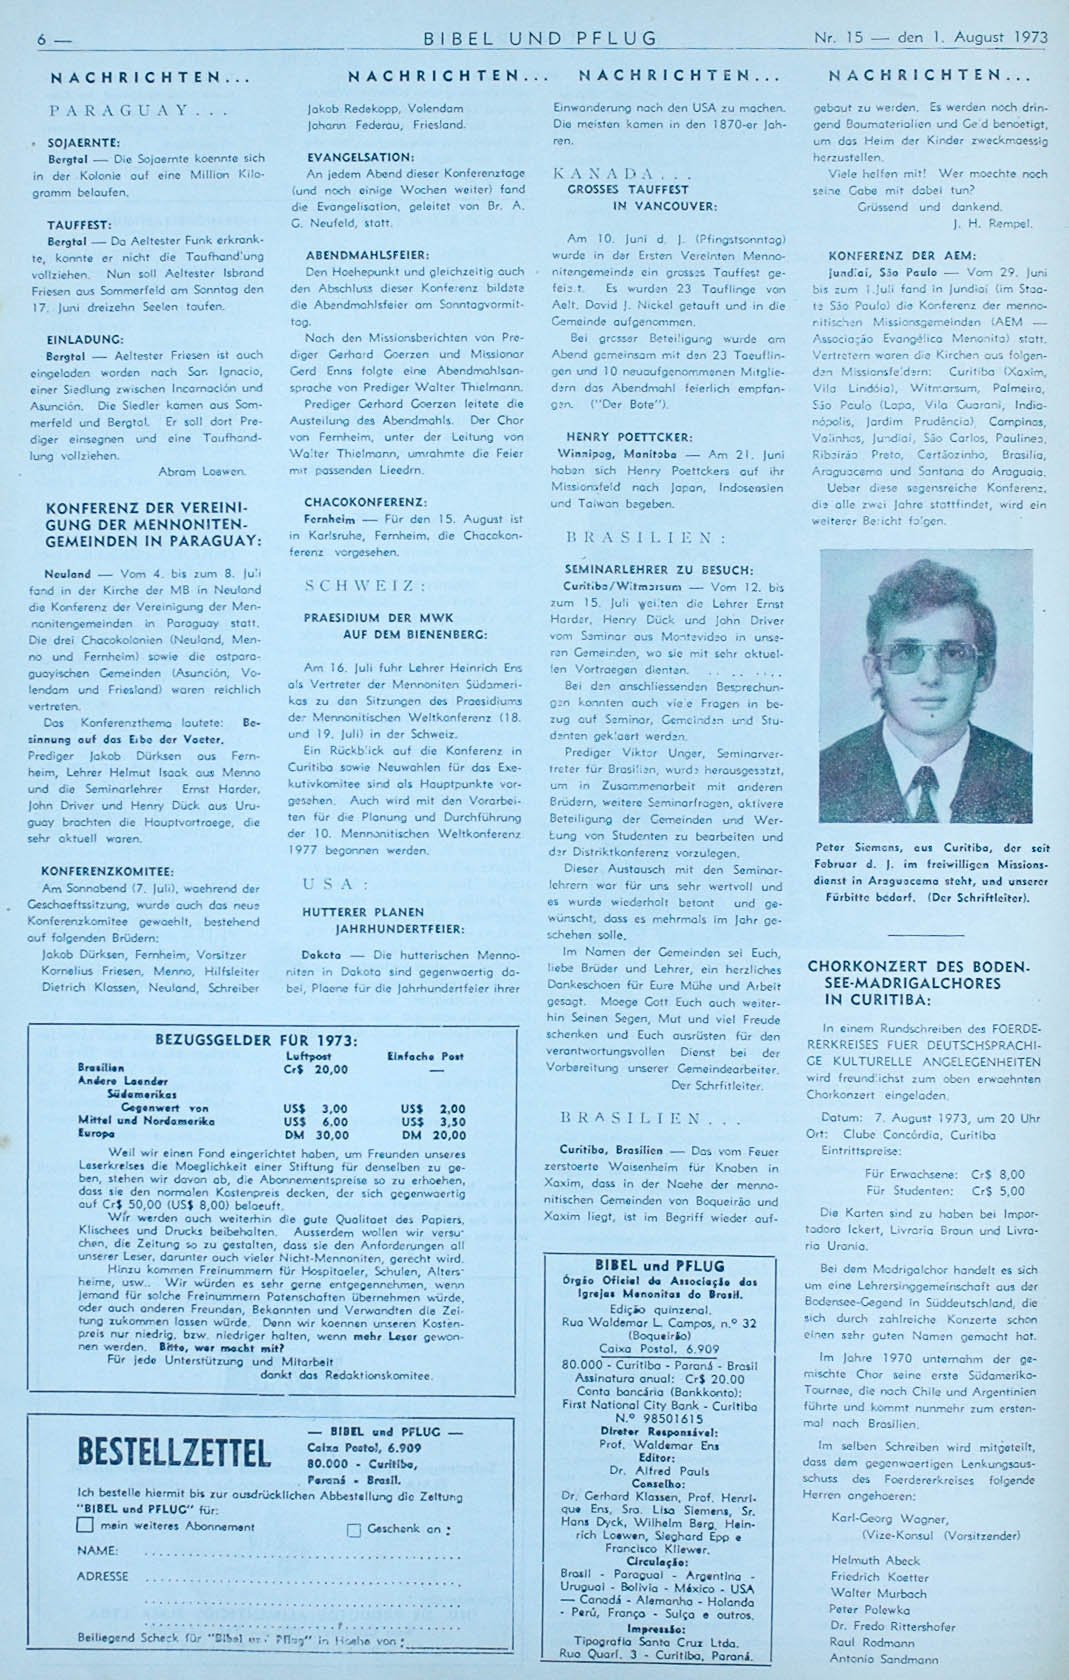 6 —
BIBEL UND PFLUG
Nr. 15 — den 1. August 1973
NACHRICHTEN...
PARAGUAY...
SOJAERNTE:
Bergtal — Die Sojaernte koennte sich
in der Kolonie auf eine Million Kilo-
gramm belaufen.
TAUFFEST:
Bergtal — Da Aeltester Funk erkrank-
te, konnte er nicht die Taufhandlung
vollziehen. Nun soll Aeltester Isbrand
Friesen aus Sommerfeld am Sonntag den
17. Juni dreizehn Seelen taufen.
EINLADUNG:
Bergtal — Aeltester Friesen ist auch
eingeladen worden nach San Ignacio,
einer Siedlung zwischen Incarnación und
Asunción. Die Siedler kamen aus Som-
merfeld und Bergtal. Er soll dort Pre-
diger einsegnen und eine Taufhand-
lung vollziehen.
Abram Loewen.
KONFERENZ DER VEREINI-
GUNG DER MENNONITEN-
GEMEINDEN IN PARAGUAY:
Neuland — Vom 4. bis zum 8. Juli
fand in der Kirche der MB in Neuland
die Konferenz der Vereinigung der Men-
nonitengemeinden in Paraguay statt.
Die drei Chacokolonien (Neuland, Men-
no und Fernheim) sowie die ostpara-
guayischen Gemeinden (Asunción, Vo-
lendam und Friesland) waren reichlich
vertreten.
Das Konferenzthema lautete: Be-
sinnung auf das Erbe der Vaeter.
Prediger Jakob Dürksen aus Fern-
heim, Lehrer Helmut Isaak aus Menno
und die Seminarlehrer Ernst Harder,
John Driver und Henry Dück aus Uru-
guay brachten die Hauptvortraege, die
sehr aktuell waren.
KONFERENZKOMITEE:
Am Sonnabend (7. Juli), waehrend der
Geschaeftssitzung, wurde auch das neue
Konferenzkomitee gewaehlt, bestehend
auf folgenden Brüdern:
Jakob Dürksen, Fernheim, Vorsitzer
Kornelius Friesen, Menno, Hilfsleiter
Dietrich Klassen, Neuland, Schreiber
NACHRICHTEN...
Jakob Redekopp, Volendam
Johann Federau, Friesland.
EVANGELSATION:
An jedem Abend dieser Konferenztage
(und noch einige Wochen weiter) fand
die Evangelisation, geleitet von Br. A.
G. Neufeld, statt.
ABENDMAHLSFEIER:
Den Hoehepunkt und gleichzeitig auch
den Abschluss dieser Konferenz bildete
die Abendmahlsfeier am Sonntagvormit-
tag.
Nach den Missionsberichten von Pre-
diger Gerhard Goerzen und Missionar
Gerd Enns folgte eine Abendmahlsan-
sprache von Prediger Walter Thielmann.
Prediger Gerhard Goerzen leitete die
Austeilung des Abendmahls. Der Chor
von Fernheim, unter der Leitung von
Walter Thielmann, umrahmte die Feier
mit passenden Lieedrn.
CHACOKONFERENZ:
Fernheim — Für den 15. August ist
in Karlsruhe, Fernheim, die Chacokon-
ferenz vorgesehen.
SCHWEIZ:
PRAESIDIUM DER MWK
AUF DEM BIENENBERG:
Am 16. Juli fuhr Lehrer Heinrich Ens
als Vertreter der Mennoniten Südameri-
kas zu den Sitzungen des Praesidiums
der Mennonitischen Weltkonferenz (18.
und 19. Juli) in der Schweiz.
Ein Rückblick auf die Konferenz in
Curitiba sowie Neuwahlen für das Exe-
kutivkomitee sind als Hauptpunkte vor-
gesehen. Auch wird mit den Vorarbei-
ten für die Planung und Durchführung
der 10. Mennonitischen Weltkonferenz
1977 begonnen werden.
USA:
HUTTERER PLANEN
JAHRHUNDERTFEIER:
Dakota — Die hutterischen Menno-
niten in Dakota sind gegenwaertig da-
bei, Plaene für die Jahrhundertfeier ihrer
NACHRICHTEN...
Einwanderung nach den USA zu machen.
Die meisten kamen in den 1870-er Jah-
ren.
KANADA...
GROSSES TAUFFEST
IN VANCOUVER:
Am 10. Juni d. J. (Pfingstsonntag)
wurde in der Ersten Vereinten Menno-
nitengemeinde ein grosses Tauffest ge-
feiert. Es wurden 23 Tauflinge von
Aelt. David J. Nickel getauft und in die
Gemeinde aufgenommen.
Bei grosser Beteiligung wurde am
Abend gemeinsam mit den 23 Taeuflin-
gen und 10 neuaufgenommenen Mitglie-
dern das Abendmahl feierlich empfan-
gen. ("Der Bote").
HENRY POETTCKER:
Winnipeg, Manitoba — Am 21. Juni
haben sich Henry Poettckers auf ihr
Missionsfeld nach Japan, Indosensien
und Taiwan begeben.
BRASILIEN:
SEMINARLEHRER ZU BESUCH:
Curitiba/Witmarsum — Vom 12. bis
zum 15. Juli weilten die Lehrer Ernst
Harder, Henry Dück und John Driver
vom Seminar aus Montevideo in unse-
ren Gemeinden, wo sie mit sehr aktuel-
len Vortraegen dienten.
Bei den anschliessenden Besprechun-
gen konnten auch viele Fragen in be-
zug auf Seminar, Gemeinden und Stu-
denten geklaert werden.
Prediger Viktor Unger, Seminarver-
treter für Brasilien, wurde herausgesetzt,
um in Zusammenarbeit mit anderen
Brüdern, weitere Seminarfragen, aktivere
Beteiligung der Gemeinden und Wer-
bung von Studenten zu bearbeiten und
der Distriktkonferenz vorzulegen.
Dieser Austausch mit den Seminar-
lehrern war für uns sehr wertvoll und
es wurde wiederholt betont und ge-
wünscht, dass es mehrmals im Jahr ge-
schehen solle.
Im Namen der Gemeinden sei Euch,
liebe Brüder und Lehrer, ein herzliches
Dankeschoen für Eure Mühe und Arbeit
gesagt. Moege Gott Euch auch weiter-
hin Seinen Segen, Mut und viel Freude
schenken und Euch ausrüsten für den
verantwortungsvollen Dienst bei der
Vorbereitung unserer Gemeindearbeiter.
Der Schrfitleiter.
BRASILIEN...
Curitiba, Brasilien — Das vom Feuer
zerstoerte Waisenheim für Knaben in
Xaxim, dass in der Naehe der menno-
nitischen Gemeinden von Boqueirão und
Xaxim liegt, ist im Begriff wieder auf-
NACHRICHTEN...
gebaut zu werden. Es werden noch drin-
gend Baumaterialien und Geld benoetigt,
um das Heim der Kinder zweckmaessig
herzustellen.
Viele helfen mit! Wer moechte noch
seine Gabe mit dabei tun?
Grüssend und dankend.
J. H. Rempel.
KONFERENZ DER AEM:
Jundiai, São Paulo — Vom 29. Juni
bis zum 1.Juli fand in Jundiai (im Staa-
te São Paulo) die Konferenz der menno-
nitischen Missionsgemeinden (AEM —
Associação Evangêlica Menonita) statt.
Vertretern waren die Kirchen aus folgen-
den Missionsfeldern: Curitiba (Xaxim,
Vila Lindóia), Witmarsum, Palmeira,
São Paulo (Lapa, Vila Guarani, India-
nópolis, Jardim Prudência), Campinas,
Valinhos, Jundiaí, São Carlos, Paulinea,
Ribeirão Preto, Certãozinho, Brasilia,
Araguacema und Santana do Araguaia.
Ueber diese segensreiche Konferenz,
die alle zwei Jahre stattfindet, wird ein
weiterer Bericht folgen.
Peter Siemens, aus Curitiba, der seit
Februar d. J. im freiwilligen Missions-
dienst in Araguacema steht, und unserer
Fürbitte bedarf. (Der Schriftleiter).
CHORKONZERT DES BODEN-
SEE-MADRIGALCHORES
IN CURITIBA:
In einem Rundschreiben des FOERDE-
RERKREISES FUER DEUTSCHSPRACHI-
GE KULTURELLE ANGELEGENHEITEN
wird freundlichst zum oben erwaehnten
Chorkonzert eingeladen.
Datum: 7. August 1973, um 20 Uhr
Ort: Clube Concórdia, Curitiba
Eintrittspreise:
Für Erwachsene: Cr$ 8,00
Für Studenten: Cr$ 5,00
Die Karten sind zu haben bei Impor-
tadora Ickert, Livraria Braun und Livra-
ria Urania.
Bei dem Madrigalchor handelt es sich
um eine Lehrersinggemeinschaft aus der
Bodensee-Gegend in Süddeutschland, die
sich durch zahlreiche Konzerte schon
einen sehr guten Namen gemacht hat.
Im Jahre 1970 unternahm der ge-
mischte Chor seine erste Südamerika-
Tournee, die nach Chile und Argentinien
führte und kommt nunmehr zum ersten-
mal nach Brasilien.
Im selben Schreiben wird mitgeteilt,
dass dem gegenwaertigen Lenkungsaus-
schuss des Foerdererkreises folgende
Herren angehoeren:
Karl-Georg Wagner,
(Vize-Konsul (Vorsitzender)
Helmuth Abeck
Friedrich Koetter
Walter Murbach
Peter Polewka
Dr. Fredo Rittershofer
Raul Rodmann
Antonio Sandmann
BEZUGSGELDER FÜR 1973:
Luftpost Einfache Post
Brasilien Cr$ 20,00 —
Andere Laender
Südamerikas
Gegenwert von US$ 3,00 US$ 2,00
Mittel und Nordamerika US$ 6,00 US$ 3,50
Europa DM 30,00 DM 20,00
Weil wir einen Fond eingerichtet haben, um Freunden unseres
Leserkreises die Moeglichkeit einer Stiftung für denselben zu ge-
ben, stehen wir davon ab, die Abonnementspreise so zu erhoehen,
dass sie den normalen Kostenpreis decken, der sich gegenwaertig
auf Cr$ 50,00 (US$ 8,00) belaeuft.
Wir werden auch weiterhin die gute Qualitaet des Papiers,
Klischees und Drucks beibehalten. Ausserdem wollen wir versu-
chen, die Zeitung so zu gestalten, dass sie den Anforderungen all
unserer Leser, darunter auch vieler Nicht-Mennoniten, gerecht wird.
Hinzu kommen Freinummern für Hospitaeler, Schulen, Alters-
heime, usw.. Wir würden es sehr gerne entgegennehmen, wenn
jemand für solche Freinummern Patenschaften übernehmen würde,
oder auch anderen Freunden, Bekannten und Verwandten die Zei-
tung zukommen lassen würde. Denn wir koennen unseren Kosten-
preis nur niedrig, bzw. niedriger halten, wenn mehr Leser gewon-
nen werden. Bitte, wer macht mit?
Für jede Unterstützung und Mitarbeit
dankt das Redaktionskomitee.
BESTELLZETTEL
— BIBEL und PFLUG —
Caixa Postal, 6.909
80.000 - Curitiba,
Paraná - Brasil.
Ich bestelle hiermit bis zur ausdrücklichen Abbestellung die Zeitung
"BIBEL und PFLUG" für:
mein weiteres Abonnement Geschenk an :
NAME:
ADRESSE
Beiliegend Scheck für "Bibel und Pflug" in Hoehe von :
BIBEL und PFLUG
Órgão Oficial da Associação das
Igrejas Menonitas do Brasil.
Edição quinzenal.
Rua Waldemar L. Campos, n.º 32
(Boqueirão)
Caixa Postal, 6.909
80.000 - Curitiba - Paraná - Brasil
Assinatura anual: Cr$ 20.00
Conta bancária (Bankkonto):
First National City Bank - Curitiba
N.º 98501615
Diretor Responsável:
Prof. Waldemar Ens
Editor:
Dr. Alfred Pauls
Conselho:
Dr. Gerhard Klassen, Prof. Henri-
que Ens, Sra. Lisa Siemens, Sr.
Hans Dyck, Wilhelm Berg, Hein-
rich Loewen, Sieghard Epp e
Francisco Kliewer.
Circulação:
Brasil - Paraguai - Argentina -
Uruguai - Bolivia - México - USA
— Canadá - Alemanha - Holanda
- Perú, França - Sulça e outros.
Impressão:
Tipografia Santa Cruz Ltda.
Rua Quarf. 3 - Curitiba, Paraná.